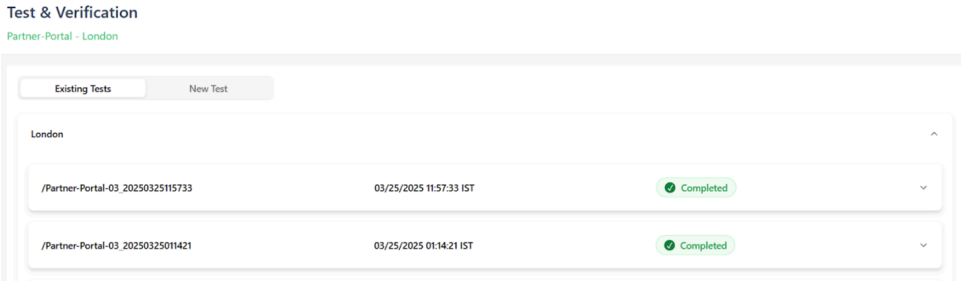 Test & Verification
Partner-Portal - London
Existing Tests New Test
London
/Partner-Portal-03_20250325115733 03/25/2025 11:57:33 IST Completed
/Partner-Portal-03_20250325011421 03/25/2025 01:14:21 IST Completed